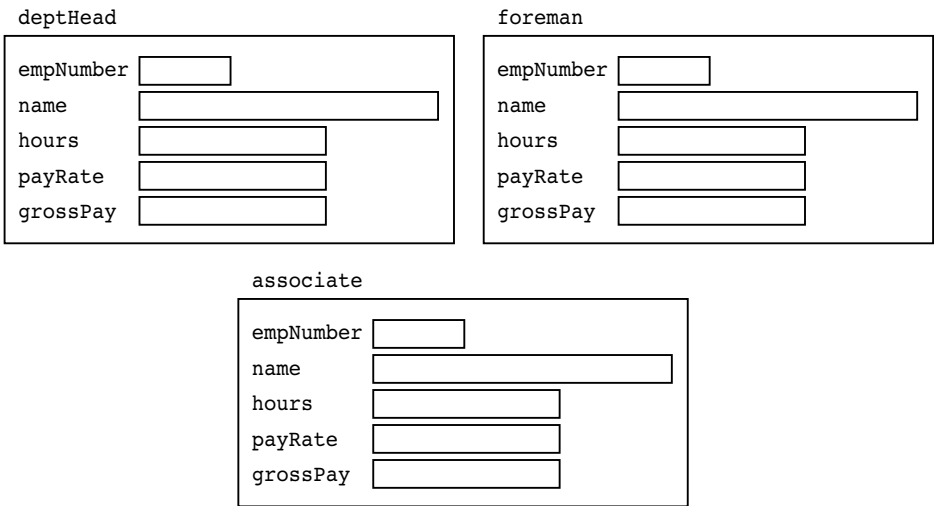 deptHead
empNumber
name
hours
payRate
grossPay
foreman
empNumber
name
hours
payRate
grossPay
associate
empNumber
name
hours
payRate
grossPay